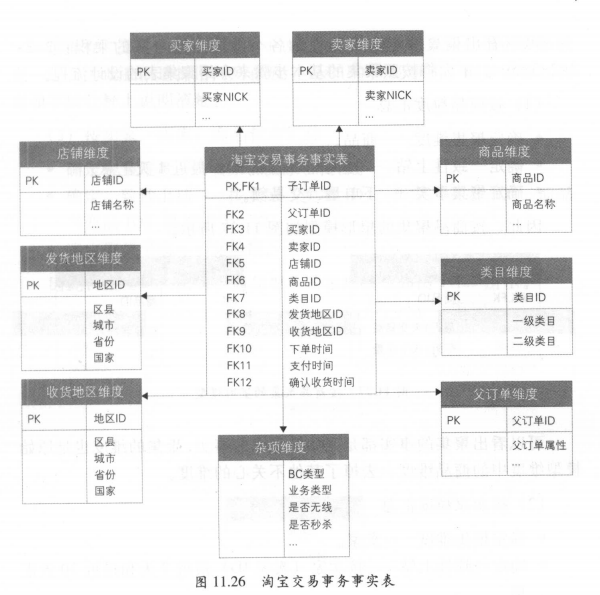 买家维度
PK 买家ID
买家NICK
...
卖家维度
PK 卖家ID
卖家NICK
...
店铺维度
PK 店铺ID
店铺名称
...
淘宝交易事务事实表
PK,FK1 子订单ID
FK2 父订单ID
FK3 买家ID
FK4 卖家ID
FK5 店铺ID
FK6 商品ID
FK7 类目ID
FK8 发货地区ID
FK9 收货地区ID
FK10 下单时间
FK11 支付时间
FK12 确认收货时间
商品维度
PK 商品ID
商品名称
...
发货地区维度
PK 地区ID
区县
城市
省份
国家
类目维度
PK 类目ID
一级类目
二级类目
收货地区维度
PK 地区ID
区县
城市
省份
国家
父订单维度
PK 父订单ID
父订单属性
...
杂项维度
BC类型
业务类型
是否无线
是否秒杀
...
图 11.26 淘宝交易事务事实表